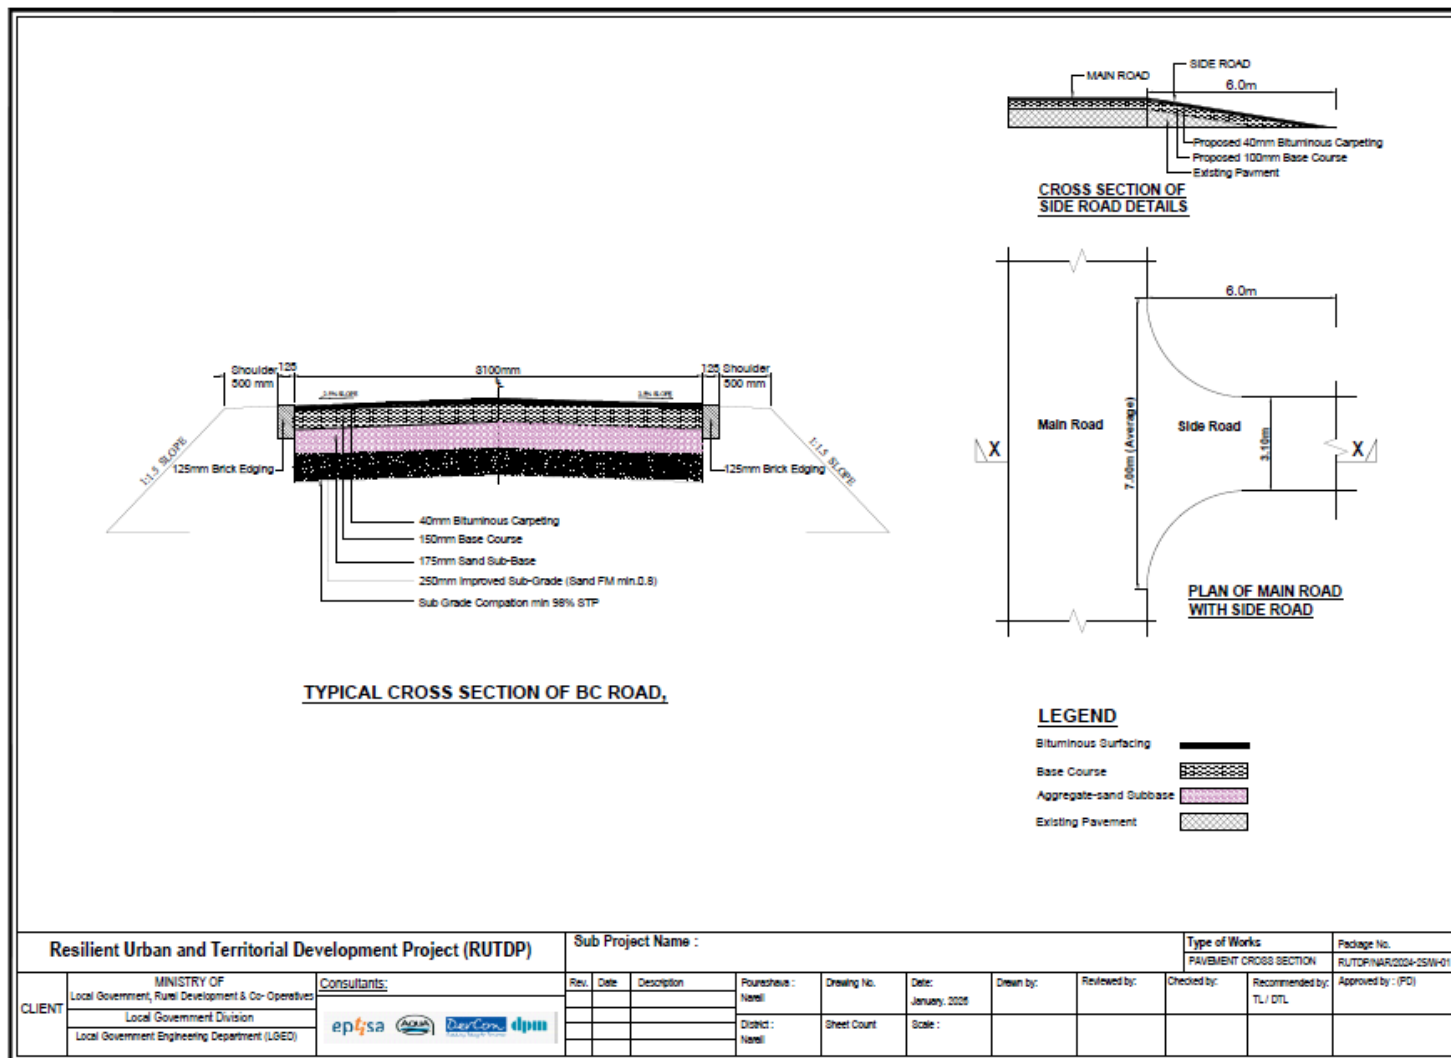 SIDE ROAD
MAIN ROAD
6.0m
Proposed 40mm Bituminous Carpeting
Proposed 100mm Base Course
Existing Pavment
CROSS SECTION OF
SIDE ROAD DETAILS
6.0m
Main Road
Side Road
7.00m (Average)
3.10m
X
X
PLAN OF MAIN ROAD
WITH SIDE ROAD
Shoulder
500 mm
125
3100mm
125
Shoulder
500 mm
1:1.5 SLOPE
1:1.5 SLOPE
125mm Brick Edging
125mm Brick Edging
40mm Bituminous Carpeting
150mm Base Course
175mm Sand Sub-Base
250mm Improved Sub-Grade (Sand FM min.0.8)
Sub Grade Compation min 98% STP
TYPICAL CROSS SECTION OF BC ROAD,
LEGEND
Bituminous Surfacing
Base Course
Aggregate-sand Subbase
Existing Pavement
Resilient Urban and Territorial Development Project (RUTDP)
Sub Project Name :
Type of Works
PAVEMENT CROSS SECTION
Package No.
RUTDP/NAR/2024-25/W-01
CLIENT
MINISTRY OF
Local Government, Rural Development & Co- Operatives
Local Government Division
Local Government Engineering Department (LGED)
Consultants:
eptisa AQUA DevCon dpm
Rev. Date Description
Pourashava :
Narail
District :
Narail
Drawing No.
Sheet Count
Date:
January,
Scale :
Drawn by:
Reviewed by:
Checked by:
Recommended by:
TL / DTL
Approved by : (PD)